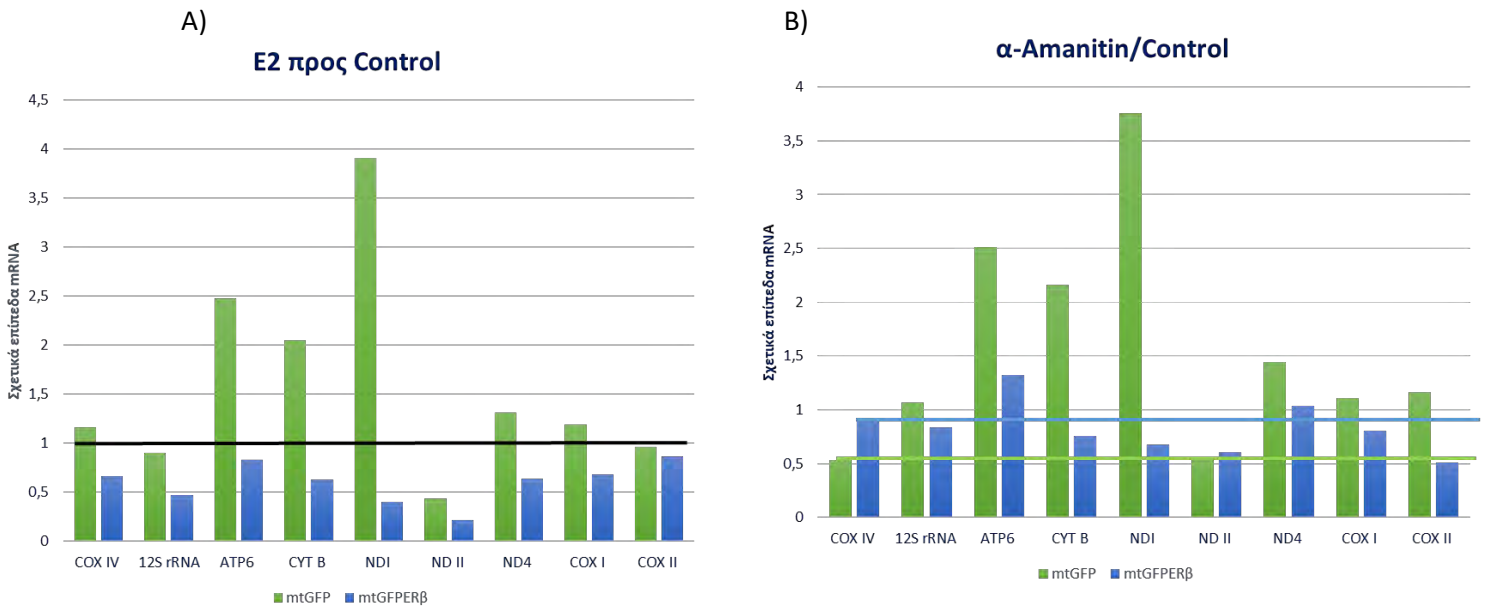 A)
E2 προς Control
Σχετικά επίπεδα mRNA
4,5
4
3,5
3
2,5
2
1,5
1
0,5
0
COX IV 12S rRNA ATP6 CYT B NDI ND II ND4 COX I COX II
mtGFP mtGFPERβ
B)
α-Amanitin/Control
Σχετικά επίπεδα mRNA
4
3,5
3
2,5
2
1,5
1
0,5
0
COX IV 12S rRNA ATP6 CYT B NDI ND II ND4 COX I COX II
mtGFP mtGFPERβ